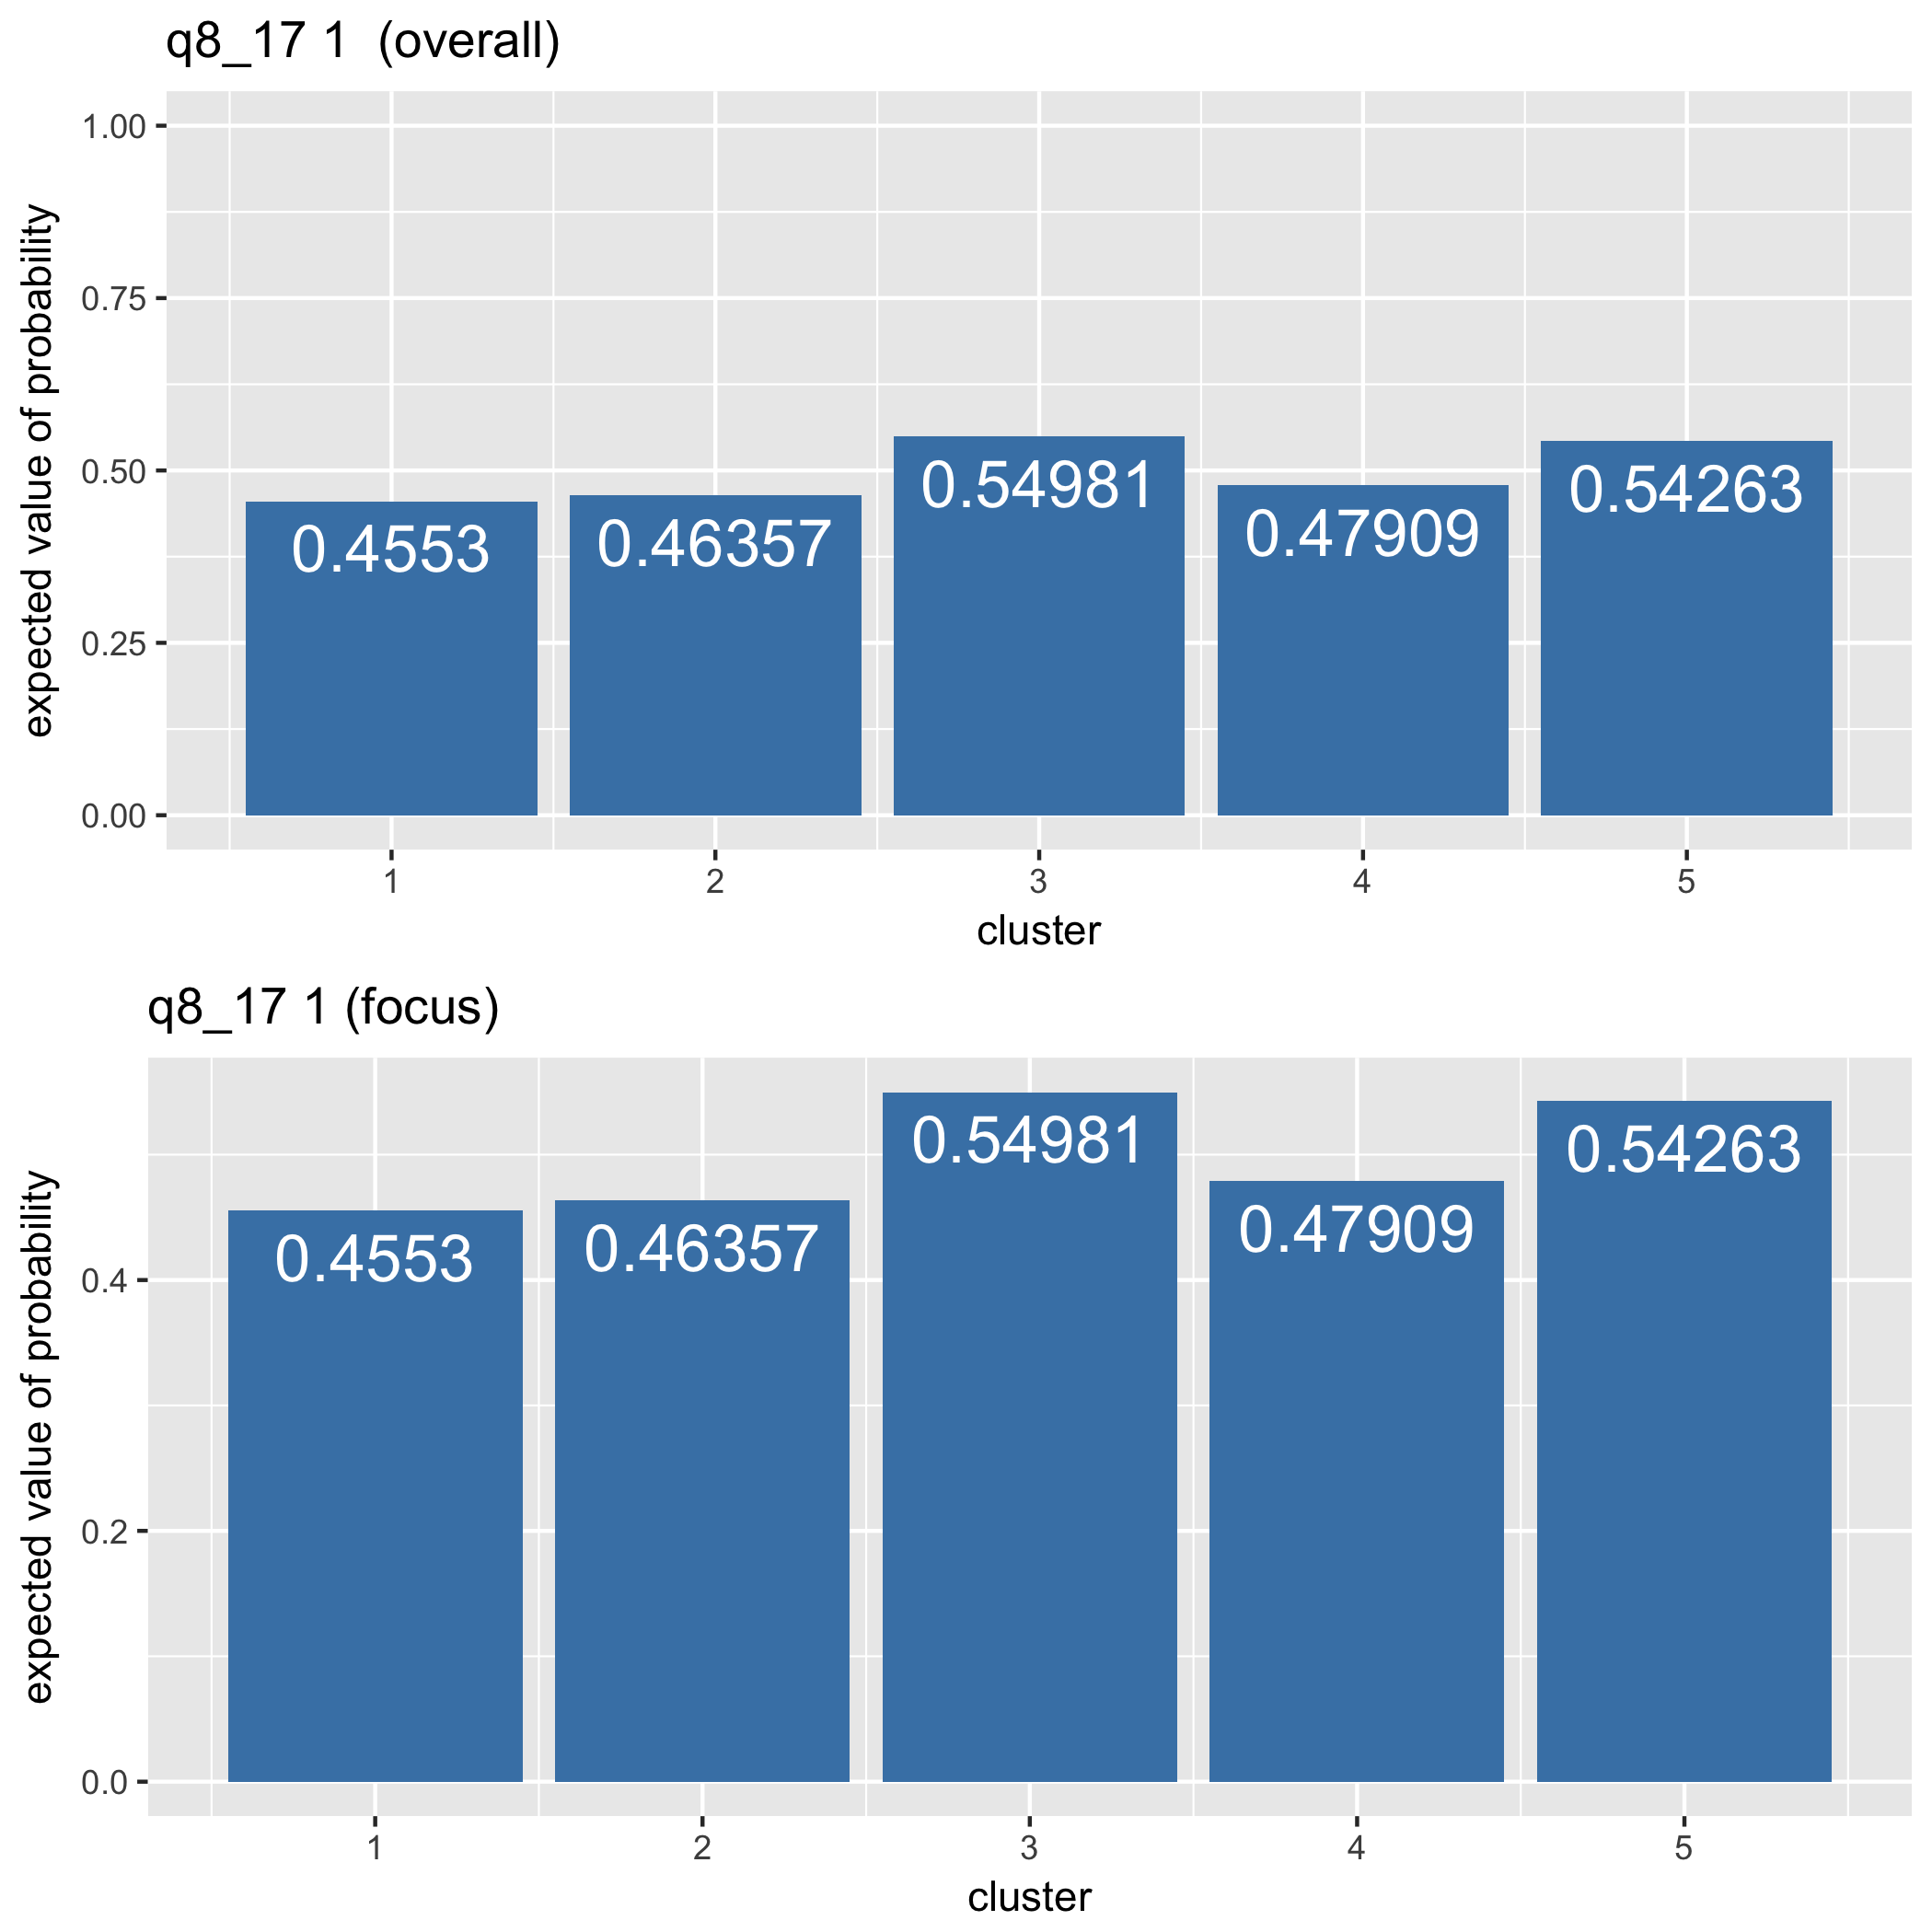 q8_17 1  (overall)
expected value of probability
1.00
0.75
0.50
0.25
0.00
0.4553
0.46357
0.54981
0.47909
0.54263
1 2 3 4 5
cluster
q8_17 1 (focus)
expected value of probability
0.4
0.2
0.0
0.4553
0.46357
0.54981
0.47909
0.54263
1 2 3 4 5
cluster